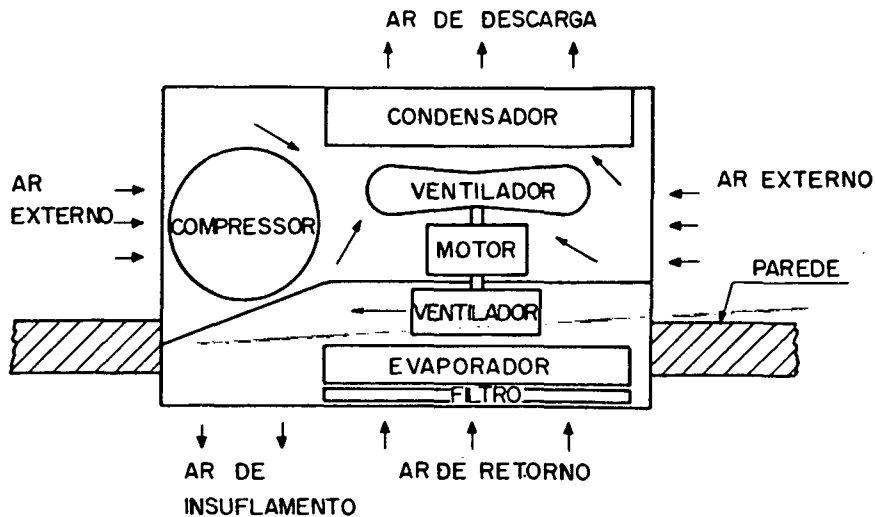 AR DE DESCARGA
CONDENSADOR
AR
EXTERNO
COMPRESSOR
VENTILADOR
AR EXTERNO
MOTOR
PAREDE
VENTILADOR
EVAPORADOR
FILTRO
AR DE
INSUFLAMENTO
AR DE RETORNO